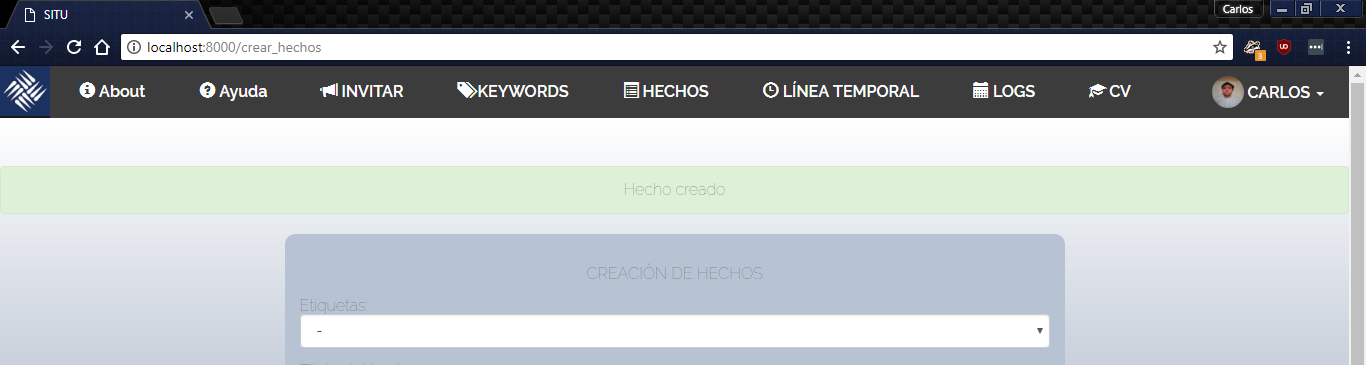 SITU
Carlos
localhost:8000/crear_hechos
3
About
Ayuda
INVITAR
KEYWORDS
HECHOS
LÍNEA TEMPORAL
LOGS
CV
CARLOS
Hecho creado
CREACIÓN DE HECHOS
Etiquetas:
-